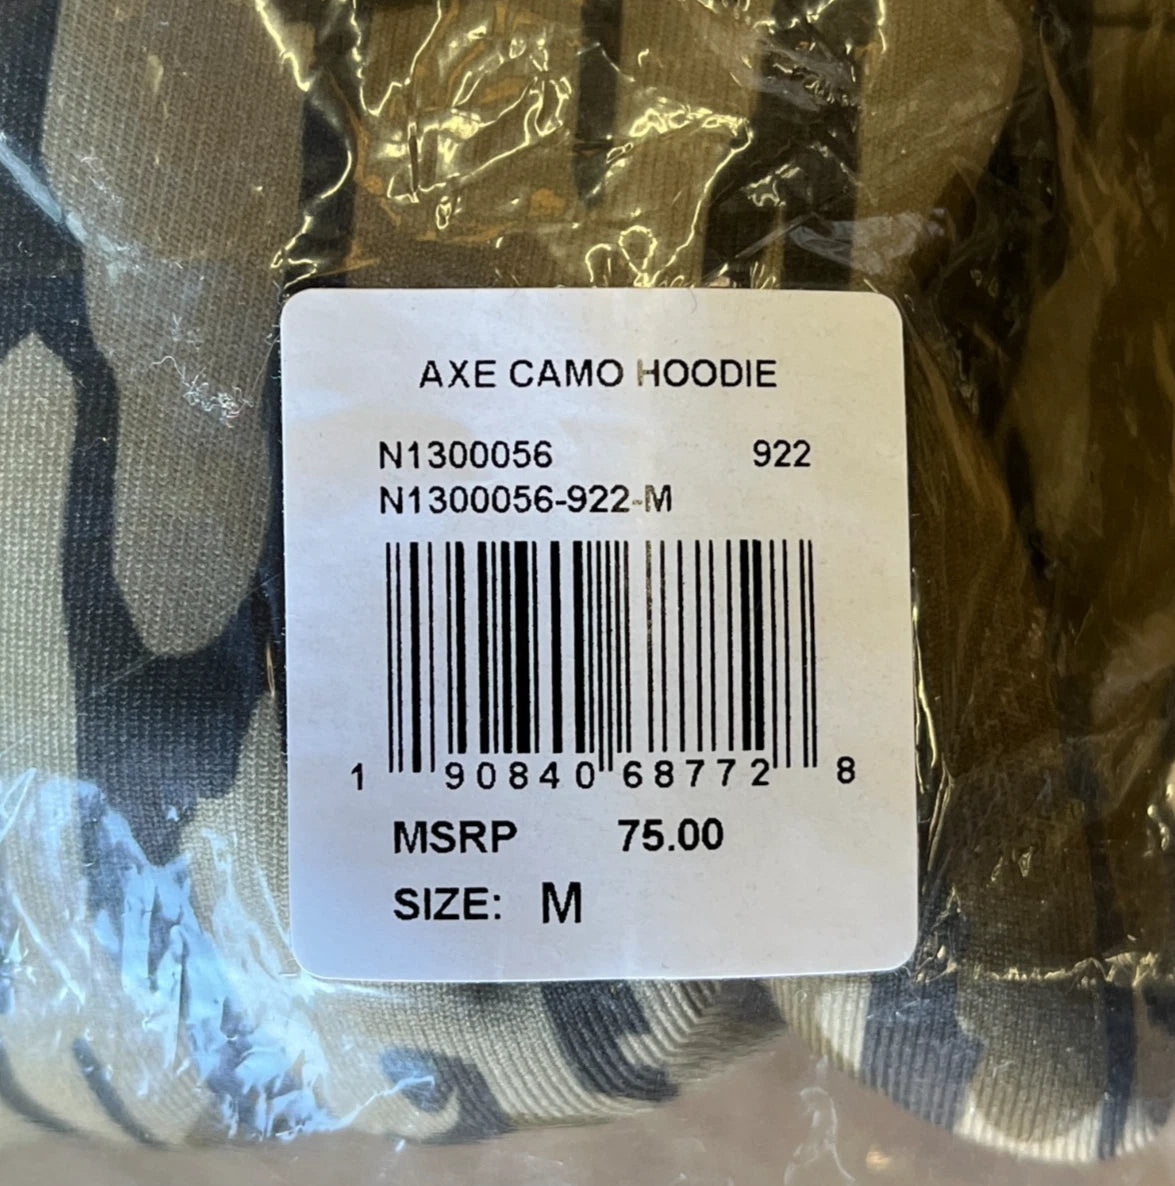 AXE CAMO HOODIE
N1300056 922
N1300056-922-M
1 90840 68772 8
MSRP 75.00
SIZE: M